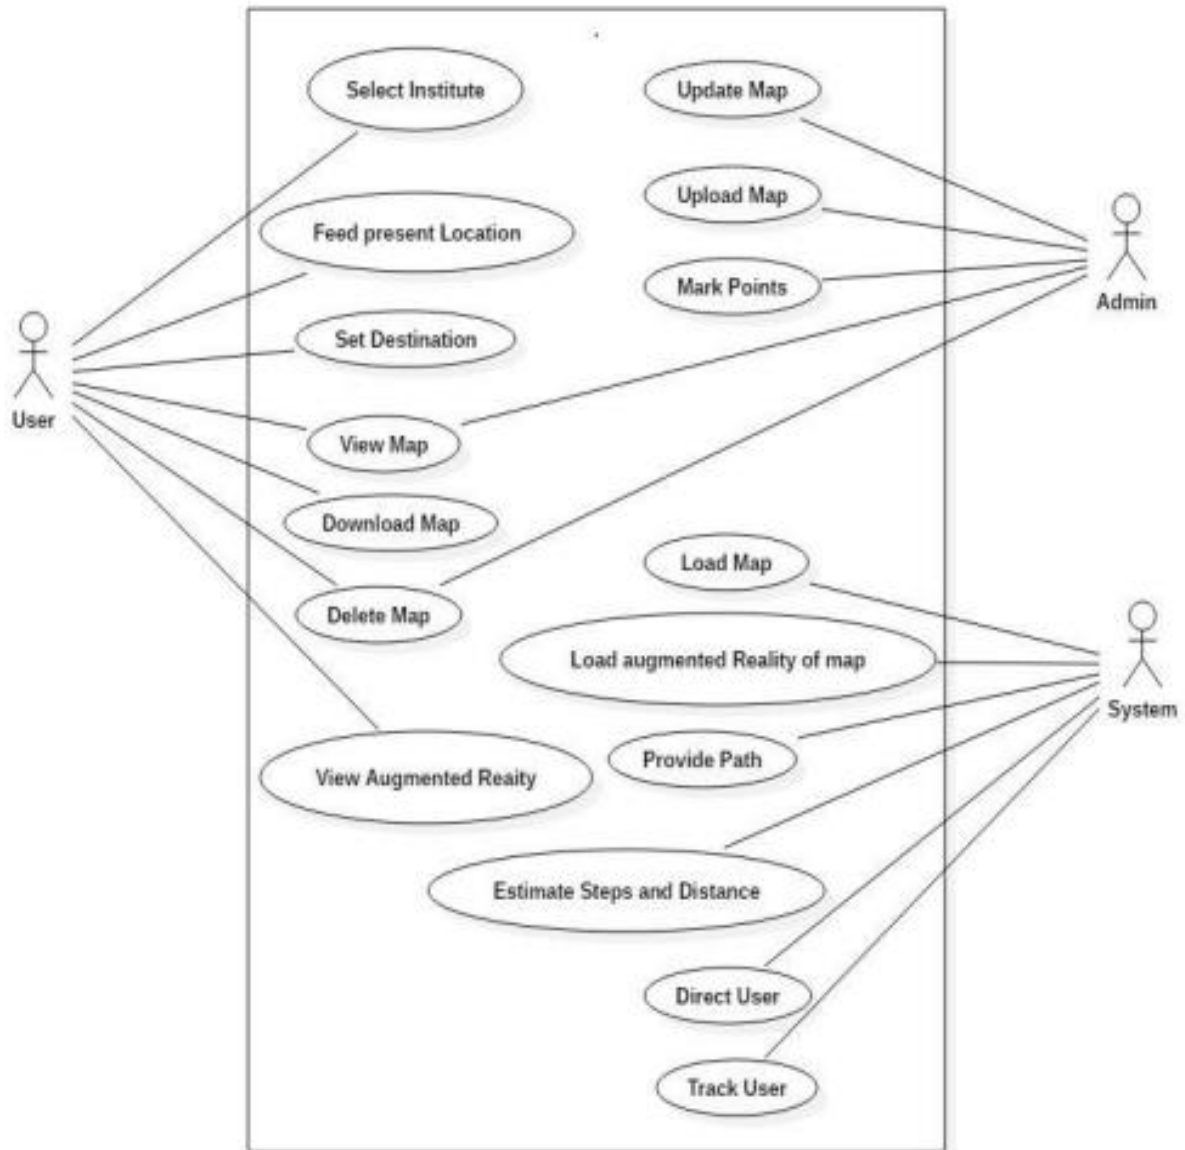 Select Institute
Update Map
Upload Map
Feed present Location
Mark Points
Admin
Set Destination
User
View Map
Download Map
Load Map
Delete Map
Load augmented Reality of map
System
Provide Path
View Augmented Reaity
Estimate Steps and Distance
Direct User
Track User